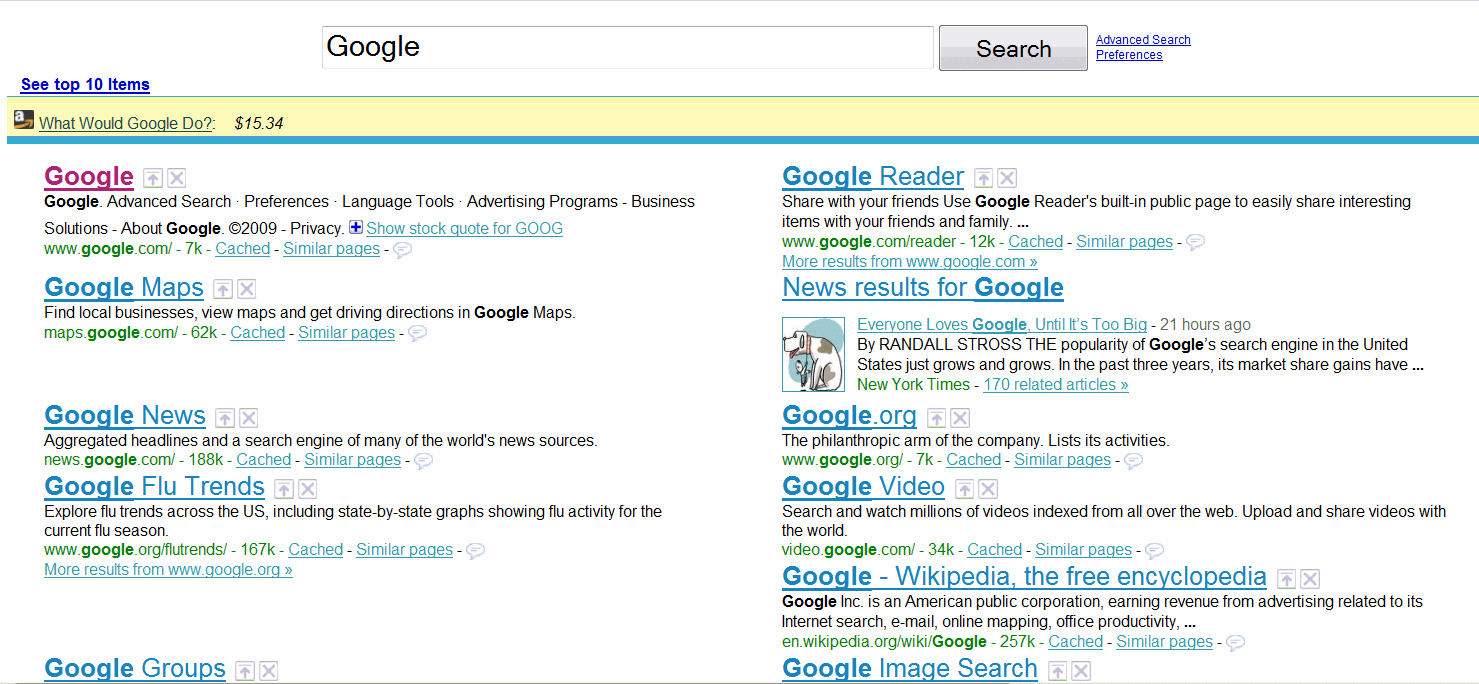 Google
Search
Advanced Search
Preferences
See top 10 Items
a What Would Google Do?: $15.34
Google
Google. Advanced Search · Preferences · Language Tools · Advertising Programs - Business
Solutions - About Google. ©2009 - Privacy. Show stock quote for GOOG
www.google.com/ - 7k - Cached - Similar pages -
Google Maps
Find local businesses, view maps and get driving directions in Google Maps.
maps.google.com/ - 62k - Cached - Similar pages -
Google News
Aggregated headlines and a search engine of many of the world's news sources.
news.google.com/ - 188k - Cached - Similar pages -
Google Flu Trends
Explore flu trends across the US, including state-by-state graphs showing flu activity for the
current flu season.
www.google.org/flutrends/ - 167k - Cached - Similar pages -
More results from www.google.org »
Google Groups
Google Reader
Share with your friends Use Google Reader's built-in public page to easily share interesting
items with your friends and family. ...
www.google.com/reader - 12k - Cached - Similar pages -
More results from www.google.com »
News results for Google
Everyone Loves Google, Until It's Too Big - 21 hours ago
By RANDALL STROSS THE popularity of Google's search engine in the United
States just grows and grows. In the past three years, its market share gains have ...
New York Times - 170 related articles »
Google.org
The philanthropic arm of the company. Lists its activities.
www.google.org/ - 7k - Cached - Similar pages -
Google Video
Search and watch millions of videos indexed from all over the web. Upload and share videos with
the world.
video.google.com/ - 34k - Cached - Similar pages -
Google - Wikipedia, the free encyclopedia
Google Inc. is an American public corporation, earning revenue from advertising related to its
Internet search, e-mail, online mapping, office productivity, ...
en.wikipedia.org/wiki/Google - 257k - Cached - Similar pages -
Google Image Search